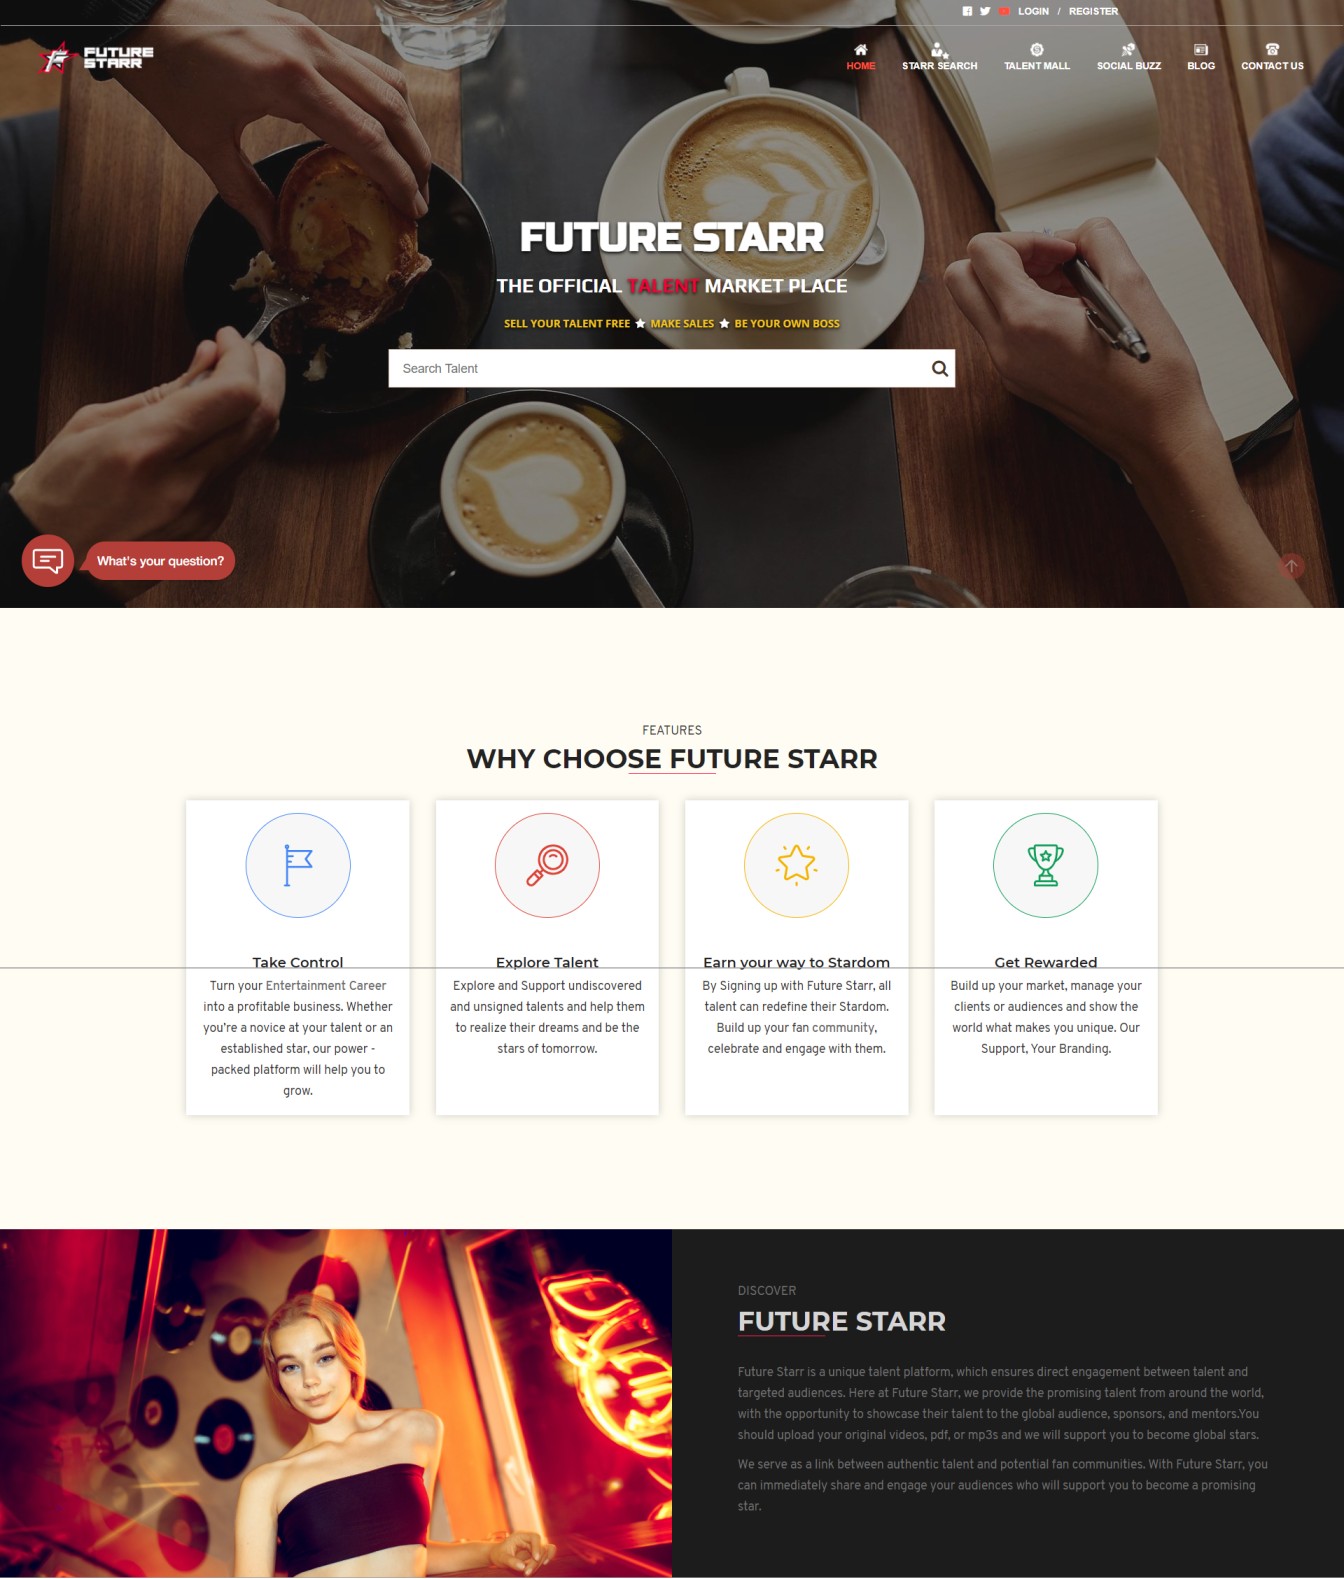 LOGIN / REGISTER
FUTURE
STARR
HOME STARR SEARCH TALENT MALL SOCIAL BUZZ BLOG CONTACT US
FUTURE STARR
THE OFFICIAL TALENT MARKET PLACE
SELL YOUR TALENT FREE ★ MAKE SALES ★ BE YOUR OWN BOSS
Search Talent
What's your question?
FEATURES
WHY CHOOSE FUTURE STARR
Take Control
Turn your Entertainment Career
into a profitable business. Whether
you're a novice at your talent or an
established star, our power -
packed platform will help you to
grow.
Explore Talent
Explore and Support undiscovered
and unsigned talents and help them
to realize their dreams and be the
stars of tomorrow.
Earn your way to Stardom
By Signing up with Future Starr, all
talent can redefine their Stardom.
Build up your fan community,
celebrate and engage with them.
Get Rewarded
Build up your market, manage your
clients or audiences and show the
world what makes you unique. Our
Support, Your Branding.
DISCOVER
FUTURE STARR
Future Starr is a unique talent platform, which ensures direct engagement between talent and
targeted audiences. Here at Future Starr, we provide the promising talent from around the world,
with the opportunity to showcase their talent to the global audience, sponsors, and mentors.You
should upload your original videos, pdf, or mp3s and we will support you to become global stars.
We serve as a link between authentic talent and potential fan communities. With Future Starr, you
can immediately share and engage your audiences who will support you to become a promising
star.